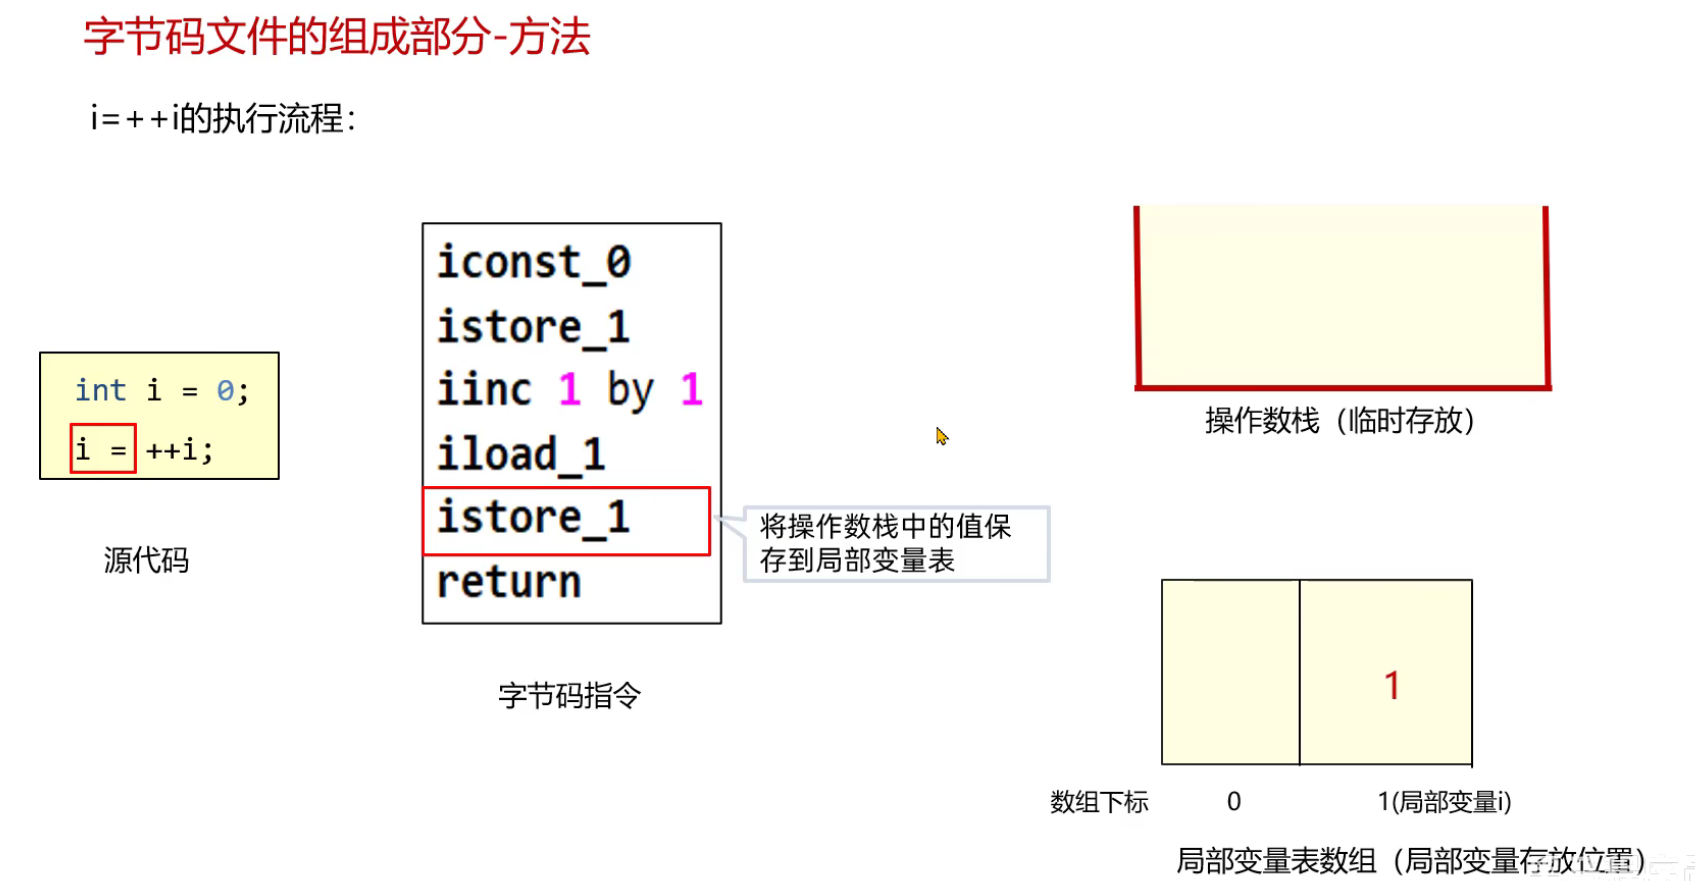 字节码文件的组成部分-方法
i=++i的执行流程：
int i = 0;
i = ++i;
源代码
iconst_0
istore_1
iinc 1 by 1
iload_1
istore_1
return
字节码指令
将操作数栈中的值保
存到局部变量表
操作数栈（临时存放）
1
数组下标 0 1(局部变量i)
局部变量表数组（局部变量存放位置）